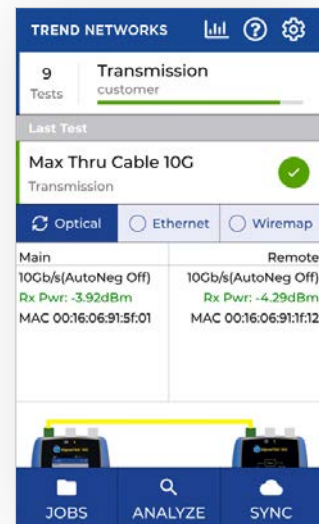 TREND NETWORKS
9 Tests
Transmission
customer
Last Test
Max Thru Cable 10G
Transmission
Optical
Ethernet
Wiremap
Main
Remote
10Gb/s(AutoNeg Off)
10Gb/s(AutoNeg Off)
Rx Pwr: -3.92dBm
Rx Pwr: -4.29dBm
MAC 00:16:06:91:5f:01
MAC 00:16:06:91:1f:12
JOBS
ANALYZE
SYNC